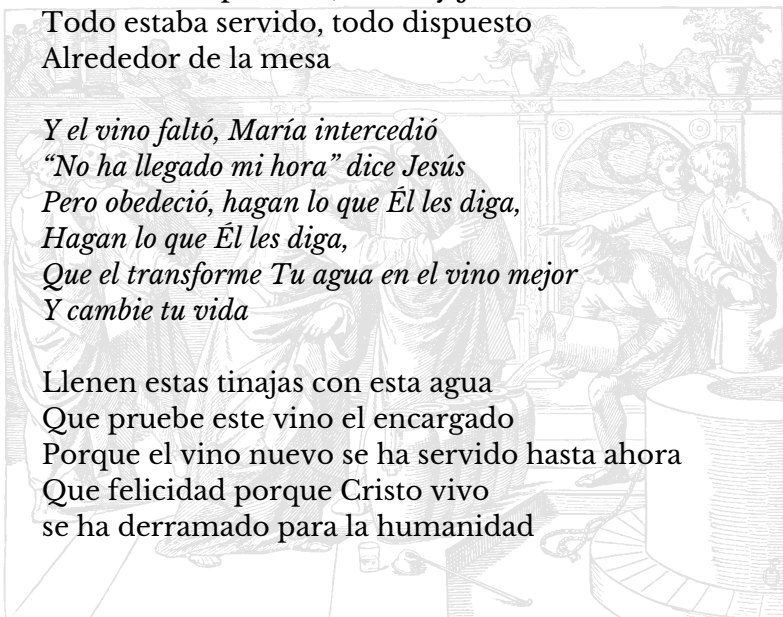 Todo estaba servido, todo dispuesto
Alrededor de la mesa
Y el vino faltó, María intercedió
“No ha llegado mi hora” dice Jesús
Pero obedeció, hagan lo que Él les diga,
Hagan lo que Él les diga,
Que el transforme Tu agua en el vino mejor
Y cambie tu vida
Llenen estas tinajas con esta agua
Que pruebe este vino el encargado
Porque el vino nuevo se ha servido hasta ahora
Que felicidad porque Cristo vivo
se ha derramado para la humanidad